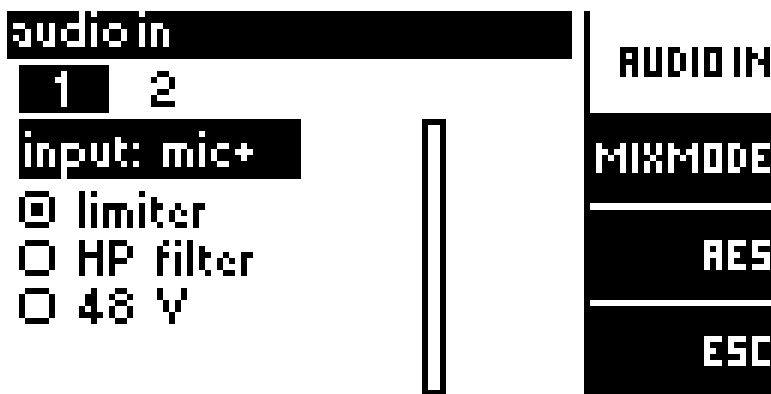 audio in
1 2
input: mic+
limiter
HP filter
48 V
AUDIO IN
MIXMODE
AES
ESC